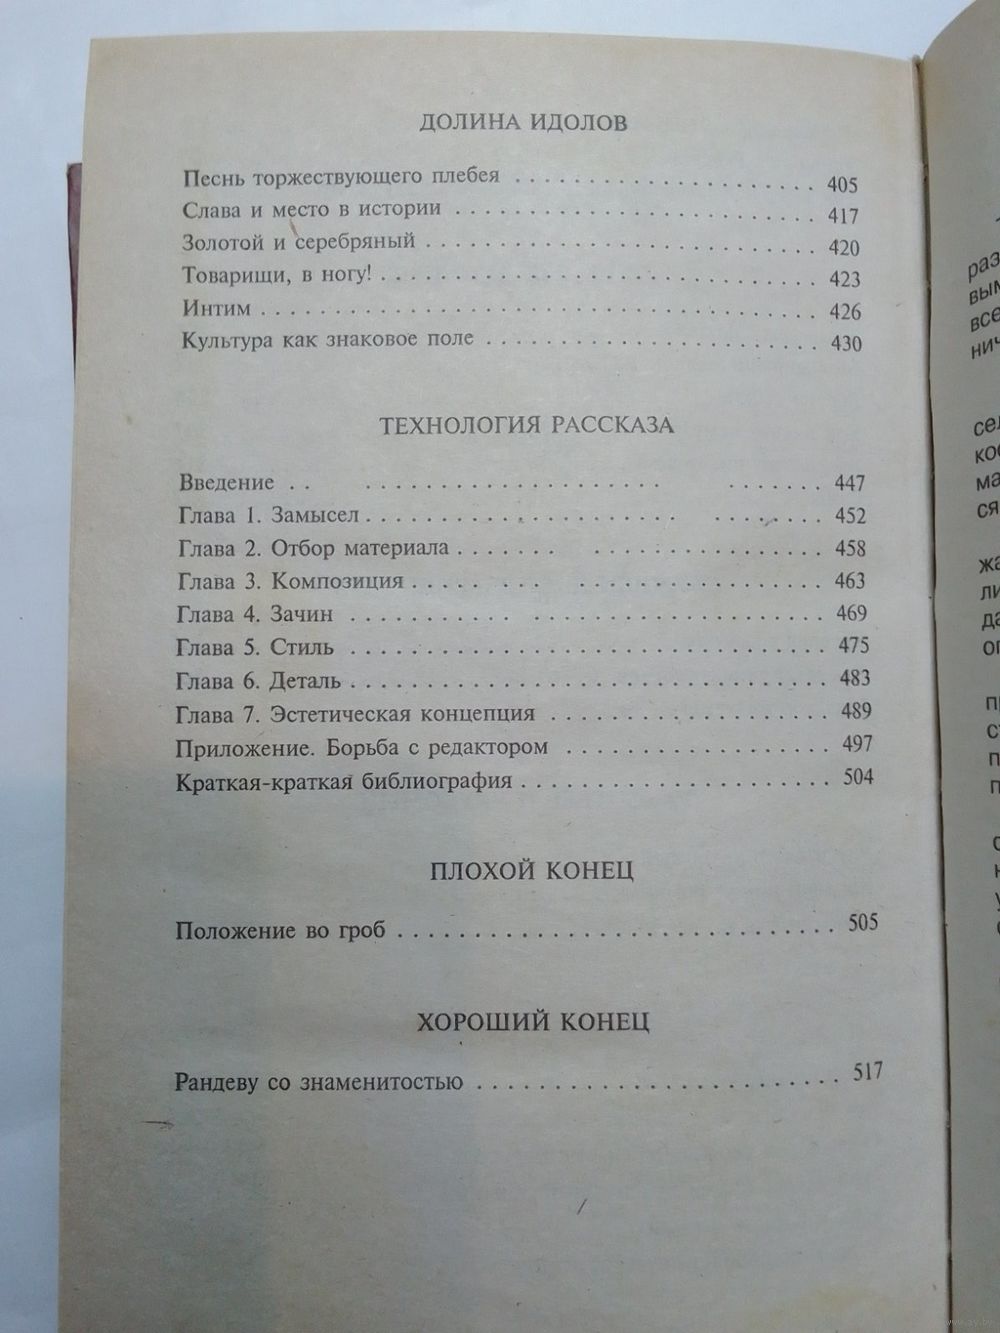 ДОЛИНА ИДОЛОВ
Песнь торжествующего плебея . . . . . . . . . . . . . . . . . . . . . 405
Слава и место в истории . . . . . . . . . . . . . . . . . . . . . . . . . 417
Золотой и серебряный . . . . . . . . . . . . . . . . . . . . . . . . . . . 420
Товарищи, в ногу! . . . . . . . . . . . . . . . . . . . . . . . . . . . . . . 423
Интим . . . . . . . . . . . . . . . . . . . . . . . . . . . . . . . . . . . . . . 426
Культура как знаковое поле . . . . . . . . . . . . . . . . . . . . . . . 430
ТЕХНОЛОГИЯ РАССКАЗА
Введение . . . . . . . . . . . . . . . . . . . . . . . . . . . . . 447
Глава 1. Замысел . . . . . . . . . . . . . . . . . . . . . . . . . . . . . 452
Глава 2. Отбор материала . . . . . . . . . . . . . . . . . . . . . . . 458
Глава 3. Композиция . . . . . . . . . . . . . . . . . . . . . . . . . 463
Глава 4. Зачин . . . . . . . . . . . . . . . . . . . . . . . . . . . . . . . 469
Глава 5. Стиль . . . . . . . . . . . . . . . . . . . . . . . . . . . . . . . . 475
Глава 6. Деталь . . . . . . . . . . . . . . . . . . . . . . . . . . . . . . . . 483
Глава 7. Эстетическая концепция . . . . . . . . . . . . . . . . . . . 489
Приложение. Борьба с редактором . . . . . . . . . . . . . . . . . . 497
Краткая-краткая библиография . . . . . . . . . . . . . . . . . . . . . 504
ПЛОХОЙ КОНЕЦ
Положение во гроб . . . . . . . . . . . . . . . . . . . . . . . . . . . . . . 505
ХОРОШИЙ КОНЕЦ
Рандеву со знаменитостью . . . . . . . . . . . . . . . . . . . . . . . . . 517